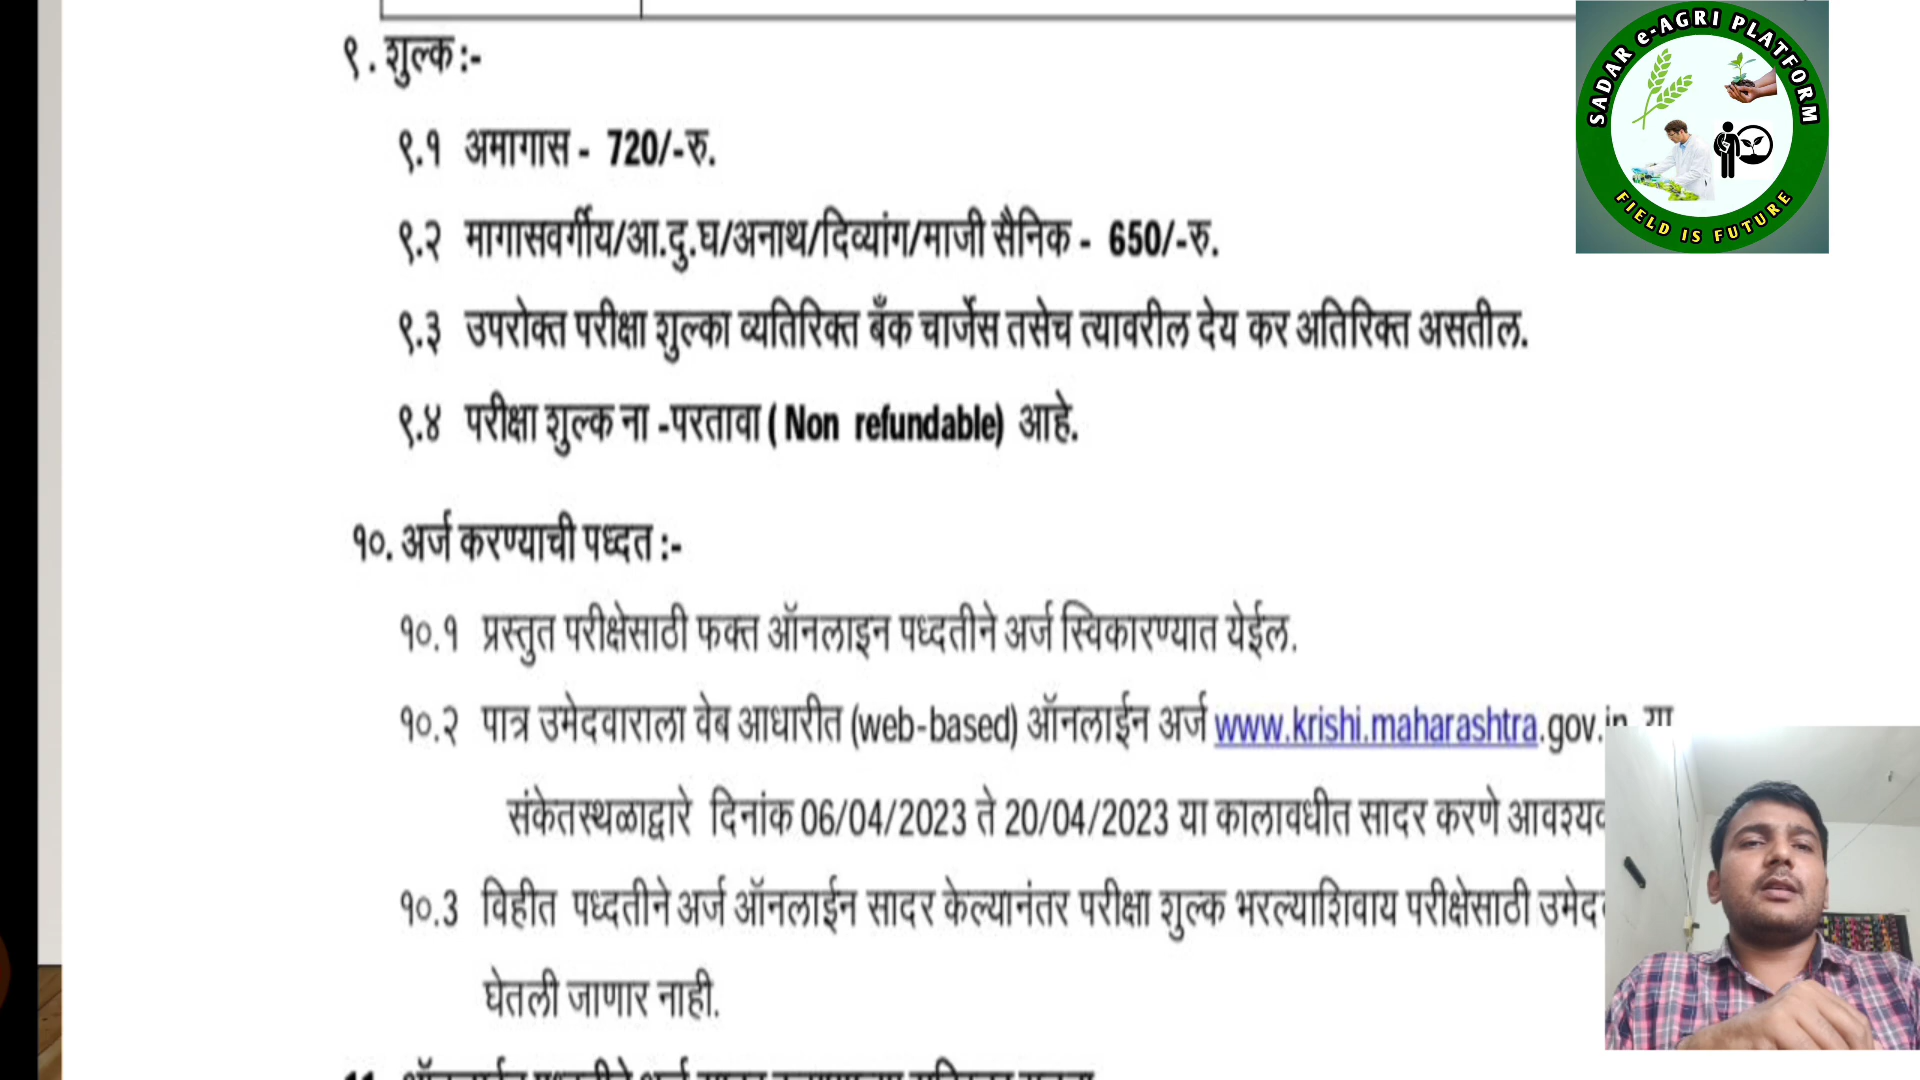 ९. शुल्क :-
९.१ अमागास - 720/-रु.
९.२ मागासवर्गीय/आ.दु.घ/अनाथ/दिव्यांग/माजी सैनिक - 650/-रु.
९.३ उपरोक्त परीक्षा शुल्का व्यतिरिक्त बँक चार्जेस तसेच त्यावरील देय कर अतिरिक्त असतील.
९.४ परीक्षा शुल्क ना -परतावा ( Non refundable) आहे.
१०. अर्ज करण्याची पध्दत :-
१०.१ प्रस्तुत परीक्षेसाठी फक्त ऑनलाइन पध्दतीने अर्ज स्विकारण्यात येईल.
१०.२ पात्र उमेदवाराला वेब आधारीत (web-based) ऑनलाईन अर्ज www.krishi.maharashtra.gov.in या
संकेतस्थळाद्वारे दिनांक 06/04/2023 ते 20/04/2023 या कालावधीत सादर करणे
१०.3 विहीत पध्दतीने अर्ज ऑनलाईन सादर केल्यानंतर परीक्षा शुल्क भरल्याशिवाय परीक्षेसाठी
घेतली जाणार नाही.
SADAR e-AGRI PLATFORM
FIELD IS FUTURE